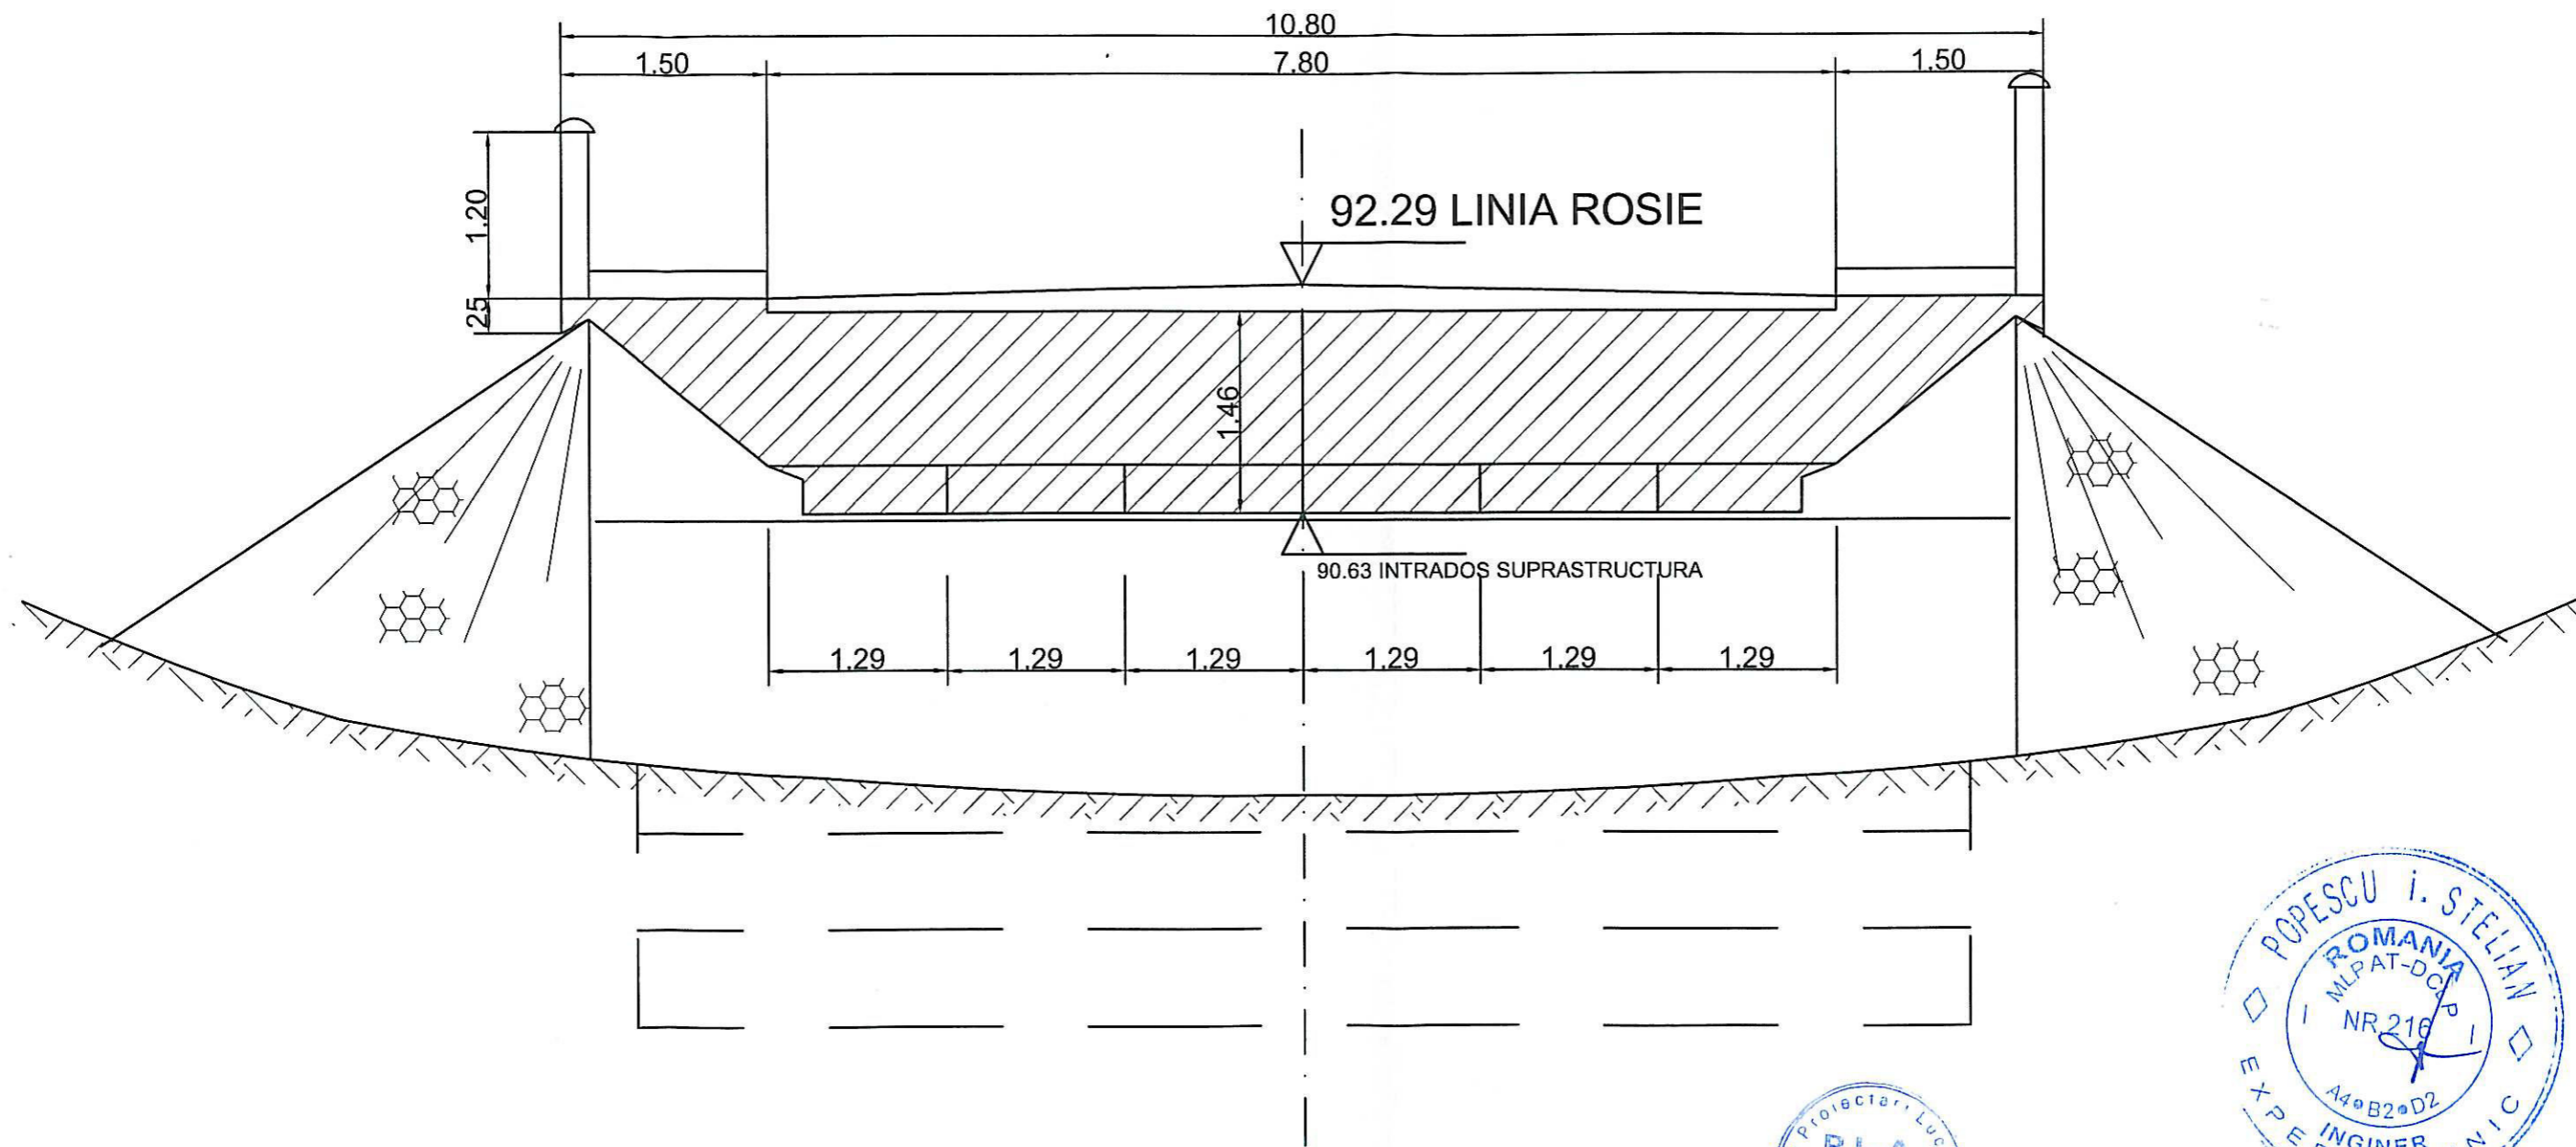 10.80
1.50
7.80
1.50
1.20
25
92.29 LINIA ROSIE
1.46
90.63 INTRADOS SUPRASTRUCTURA
1.29
1.29
1.29
1.29
1.29
1.29
POPESCU I. STELIAN
ROMANIA
MLPAT-DCLP
NR.216
A4•B2•D2
INGINER